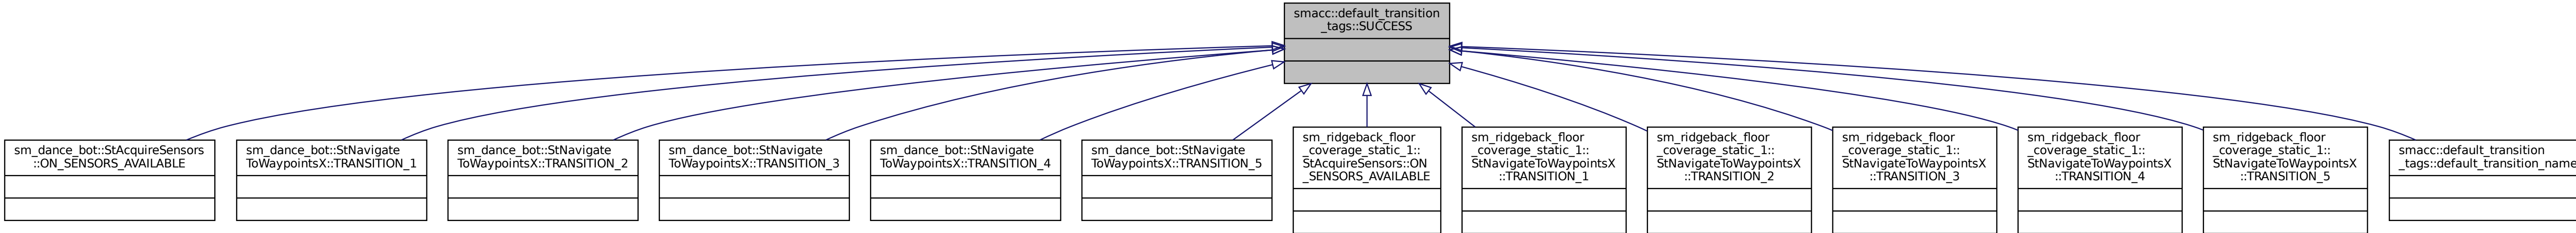 smacc::default_transition
_tags::SUCCESS
sm_dance_bot::StAcquireSensors
::ON_SENSORS_AVAILABLE
sm_dance_bot::StNavigate
ToWaypointsX::TRANSITION_1
sm_dance_bot::StNavigate
ToWaypointsX::TRANSITION_2
sm_dance_bot::StNavigate
ToWaypointsX::TRANSITION_3
sm_dance_bot::StNavigate
ToWaypointsX::TRANSITION_4
sm_dance_bot::StNavigate
ToWaypointsX::TRANSITION_5
sm_ridgeback_floor
_coverage_static_1::
StAcquireSensors::ON
_SENSORS_AVAILABLE
sm_ridgeback_floor
_coverage_static_1::
StNavigateToWaypointsX
::TRANSITION_1
sm_ridgeback_floor
_coverage_static_1::
StNavigateToWaypointsX
::TRANSITION_2
sm_ridgeback_floor
_coverage_static_1::
StNavigateToWaypointsX
::TRANSITION_3
sm_ridgeback_floor
_coverage_static_1::
StNavigateToWaypointsX
::TRANSITION_4
sm_ridgeback_floor
_coverage_static_1::
StNavigateToWaypointsX
::TRANSITION_5
smacc::default_transition
_tags::default_transition_name